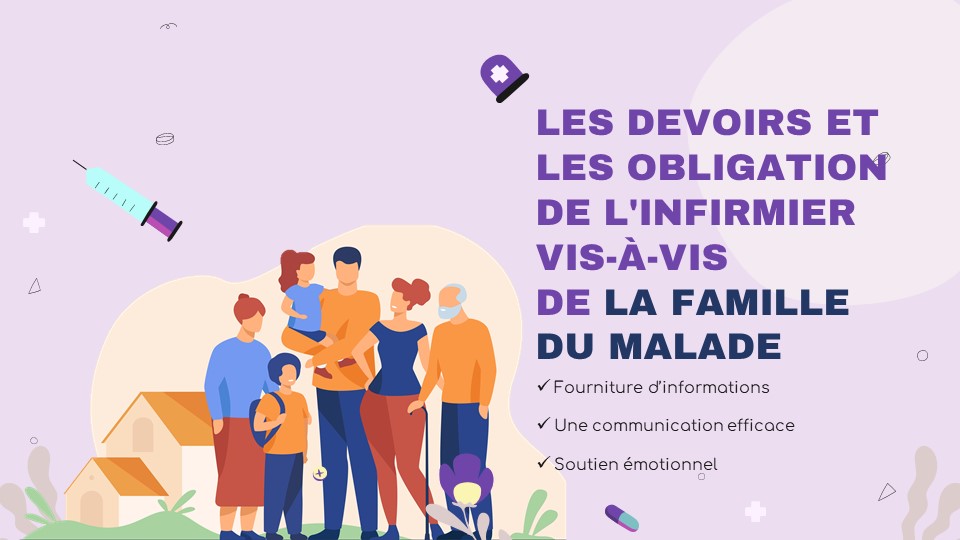 LES DEVOIRS ET
LES OBLIGATION
DE L'INFIRMIER
VIS-À-VIS
DE LA FAMILLE
DU MALADE
✓ Fourniture d'informations
✓ Une communication efficace
✓ Soutien émotionnel